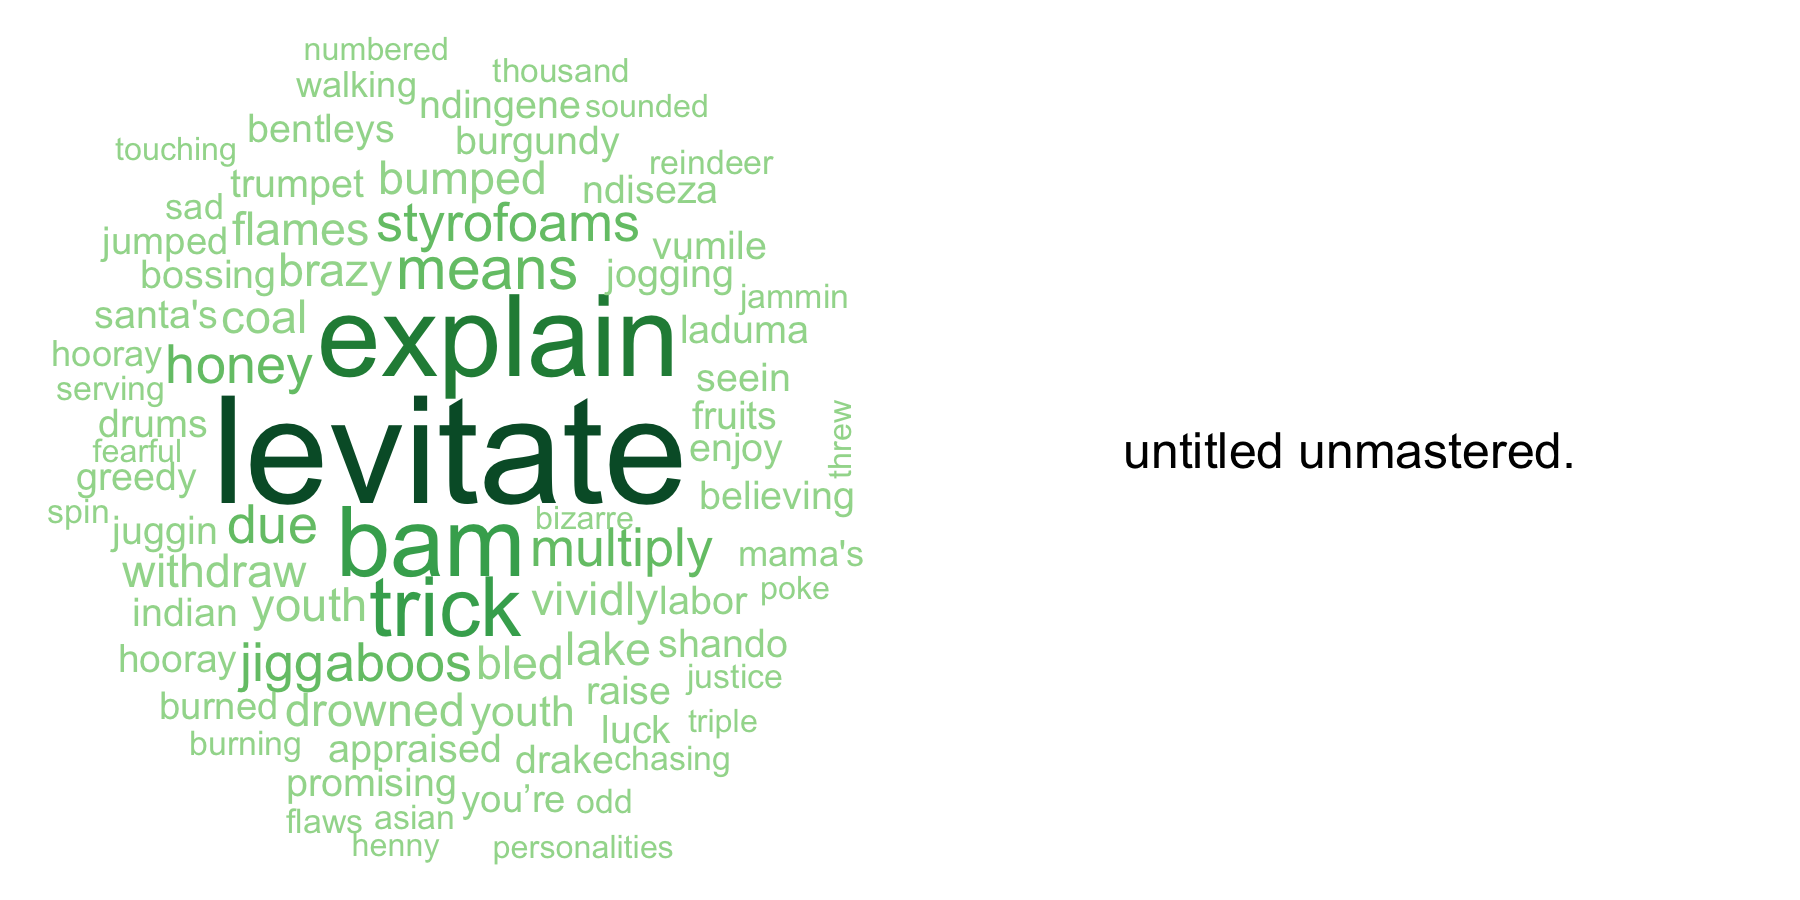 numbered
thousand
walking
ndingene sounded
bentleys
burgundy
touching
reindeer
trumpet bumped
ndiseza
sad
flames styrofoams
jumped
vumile
bossing brazy means jogging
jammin
santa's coal explain laduma
hooray honey
seein
serving
fruits
drums
threw
fearful levitate enjoy
greedy
believing
spin
bizarre
juggin due bam multiply mama's
withdraw
poke
indian youth trick vividly labor
hooray jiggaboos bled lake shando
justice
raise
burned drowned youth
luck triple
burning appraised
drake chasing
promising you’re odd
flaws asian
henny personalities
untitled unmastered.